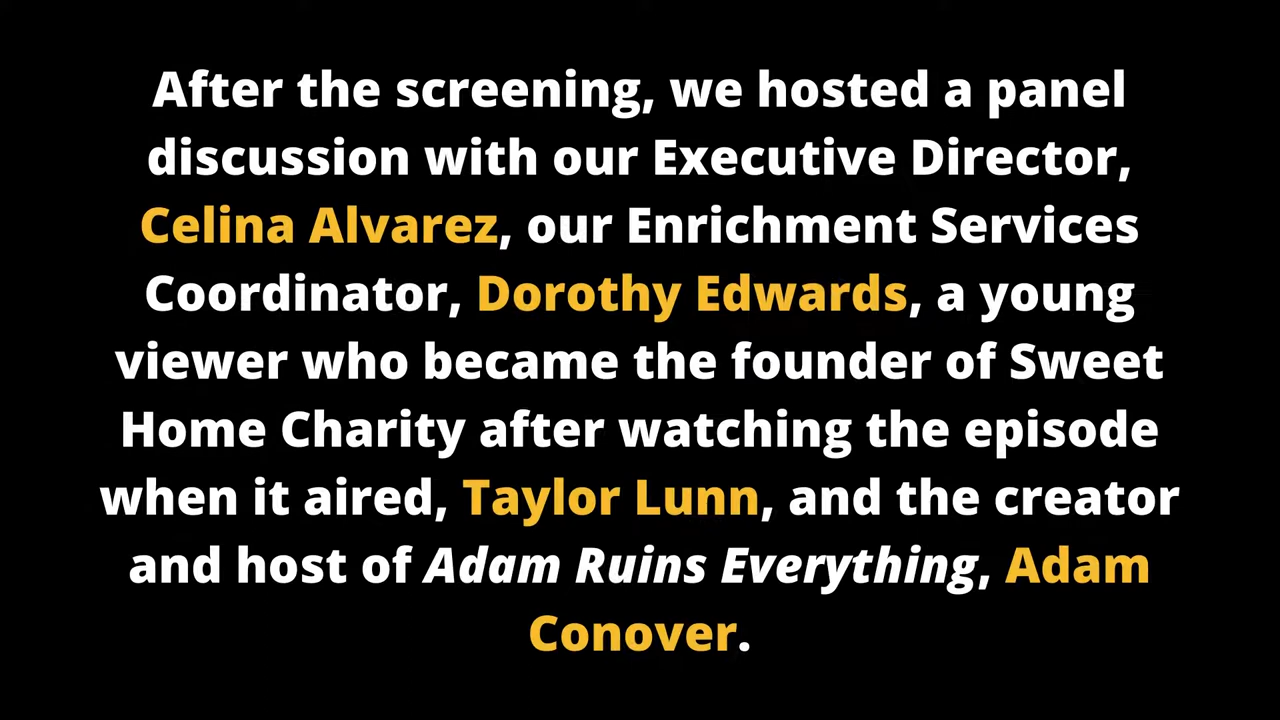 After the screening, we hosted a panel
discussion with our Executive Director,
Celina Alvarez, our Enrichment Services
Coordinator, Dorothy Edwards, a young
viewer who became the founder of Sweet
Home Charity after watching the episode
when it aired, Taylor Lunn, and the creator
and host of Adam Ruins Everything, Adam
Conover.